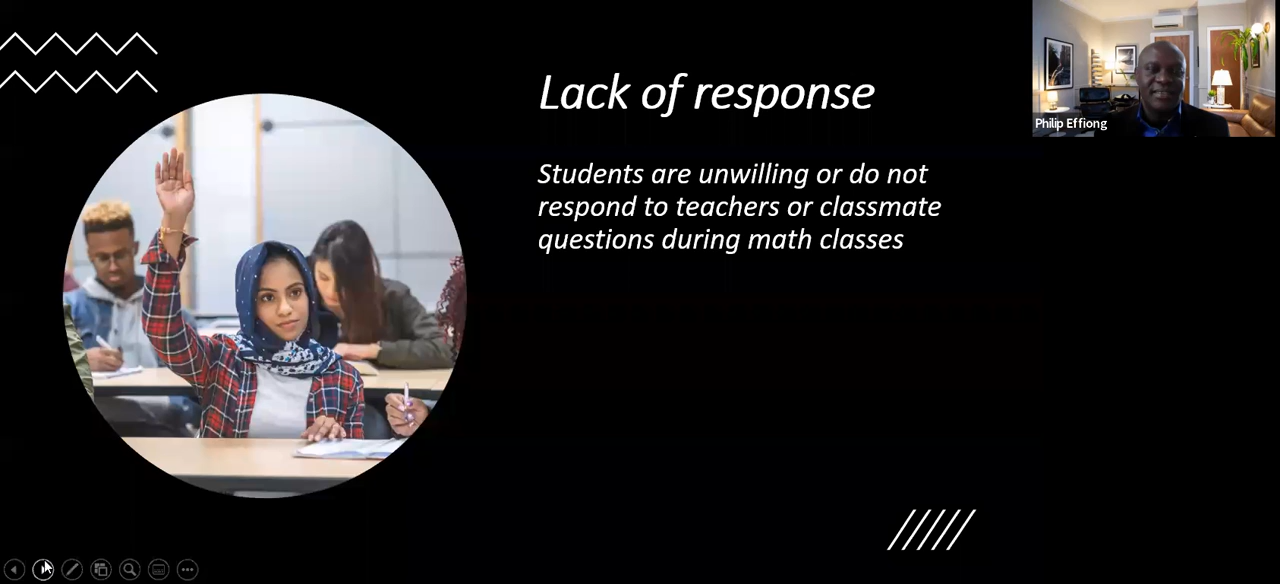 Lack of response
Philip Effiong
Students are unwilling or do not
respond to teachers or classmate
questions during math classes